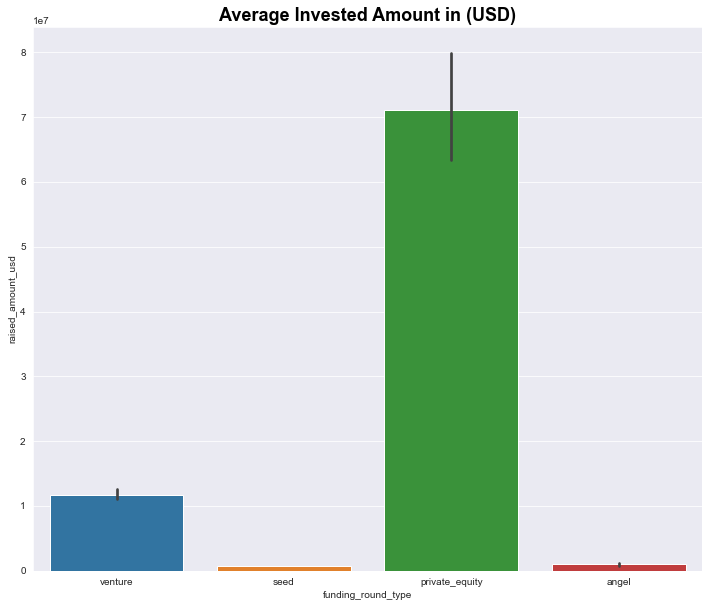 Average Invested Amount in (USD)
1e7
8
7
6
5
4
3
2
1
0
raised_amount_usd
venture
seed
private_equity
angel
funding_round_type